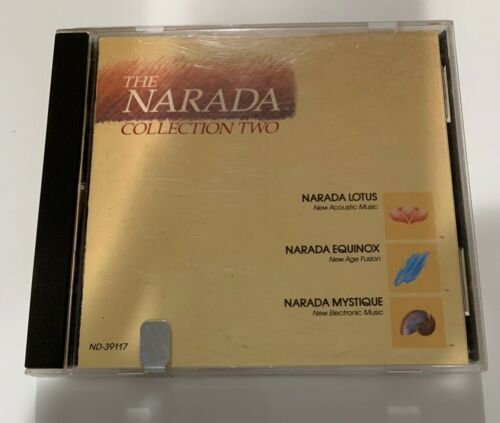 THE
NARADA
COLLECTION TWO
NARADA LOTUS
New Acoustic Music
NARADA EQUINOX
New Age Fusion
NARADA MYSTIQUE
New Electronic Music
ND-39117